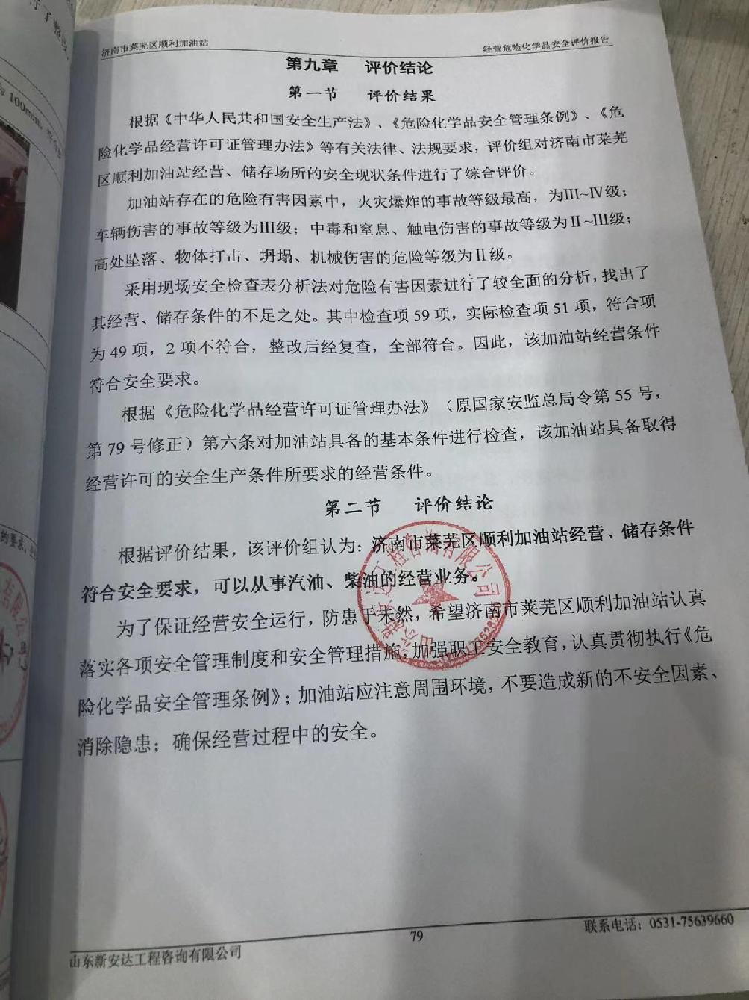 济南市莱芜区顺利加油站
经营危险化学品安全评价报告
第九章 评价结论
第一节 评价结果
根据《中华人民共和国安全生产法》、《危险化学品安全管理条例》、《危
险化学品经营许可证管理办法》等有关法律、法规要求，评价组对济南市莱芜
区顺利加油站经营、储存场所的安全现状条件进行了综合评价。
加油站存在的危险有害因素中，火灾爆炸的事故等级最高，为III~IV级；
车辆伤害的事故等级为III级；中毒和窒息、触电伤害的事故等级为II~III级；
高处坠落、物体打击、坍塌、机械伤害的危险等级为II级。
采用现场安全检查表分析法对危险有害因素进行了较全面的分析，找出了
其经营、储存条件的不足之处。其中检查项 59 项，实际检查项 51 项，符合项
为 49 项，2 项不符合，整改后经复查，全部符合。因此，该加油站经营条件
符合安全要求。
根据《危险化学品经营许可证管理办法》（原国家安监总局令第 55 号，
第 79 号修正）第六条对加油站具备的基本条件进行检查，该加油站具备取得
经营许可的安全生产条件所要求的经营条件。
第二节 评价结论
根据评价结果，该评价组认为：济南市莱芜区顺利加油站经营、储存条件
符合安全要求，可以从事汽油、柴油的经营业务。
为了保证经营安全运行，防患于未然，希望济南市莱芜区顺利加油站认真
落实各项安全管理制度和安全管理措施，加强职工安全教育，认真贯彻执行《危
险化学品安全管理条例》；加油站应注意周围环境，不要造成新的不安全因素、
消除隐患；确保经营过程中的安全。
山东新安达工程咨询有限公司
79
联系电话：0531-75639660